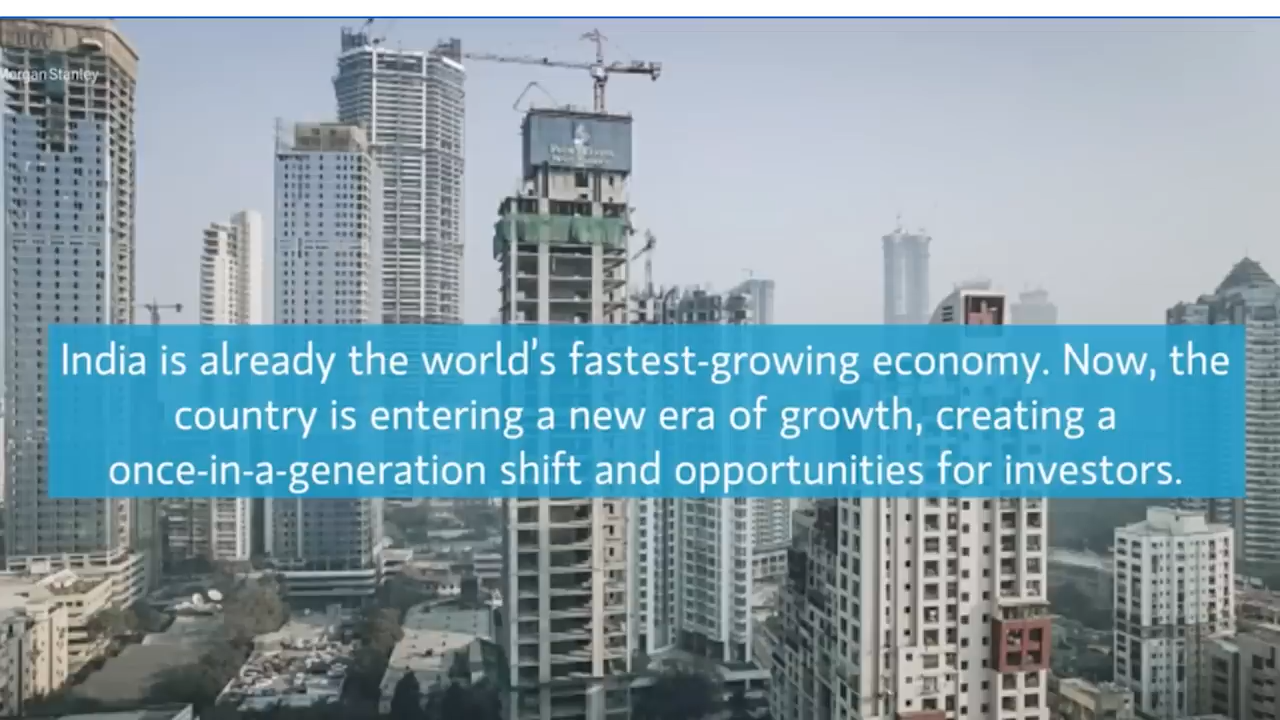 Morgan Stanley
India is already the world's fastest-growing economy. Now, the
country is entering a new era of growth, creating a
once-in-a-generation shift and opportunities for investors.